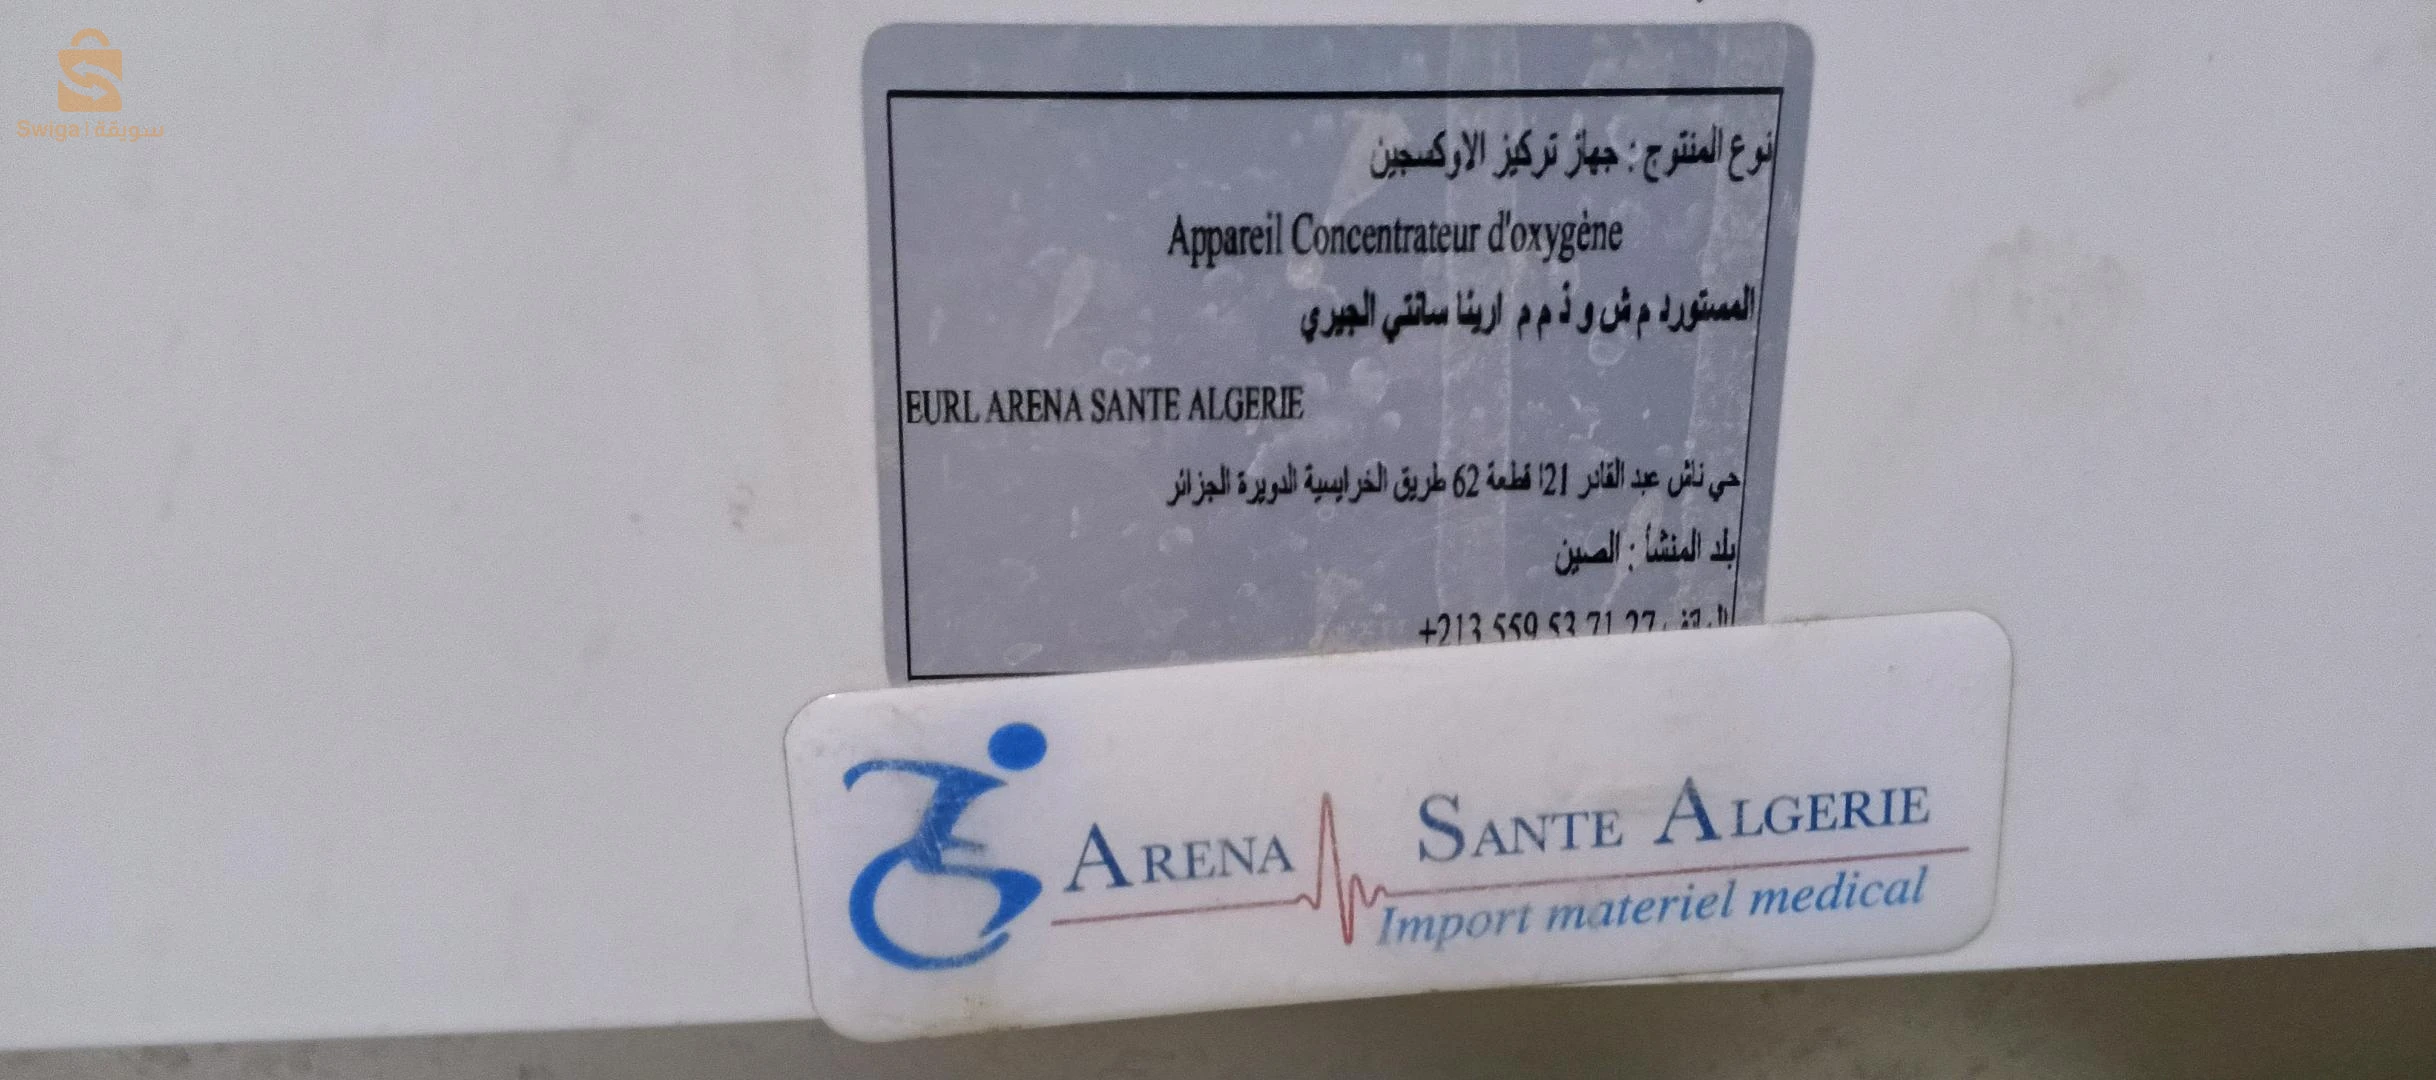 Swiga | سويقة
نوع المنتوج : جهاز تركيز الاوكسجين
Appareil Concentrateur d'oxygène
المستورد م ش و ذ م م ارينا سانتي الجيري
EURL ARENA SANTE ALGERIE
حي ناش عبد القادر 21ا قطعة 62 طريق الخرايسية الدويرة الجزائر
بلد المنشأ : الصين
+213 559 53 71 27
ARENA SANTE ALGERIE
Import materiel medical